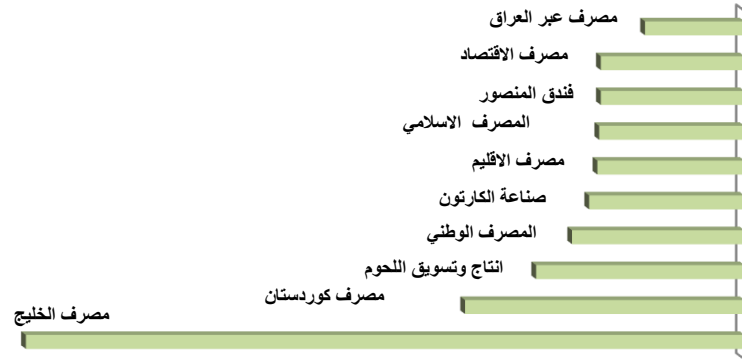 مصرف عبر العراق
مصرف الاقتصاد
فندق المنصور
المصرف الاسلامي
مصرف الاقليم
صناعة الكارتون
المصرف الوطني
انتاج وتسويق اللحوم
مصرف كوردستان
مصرف الخليج